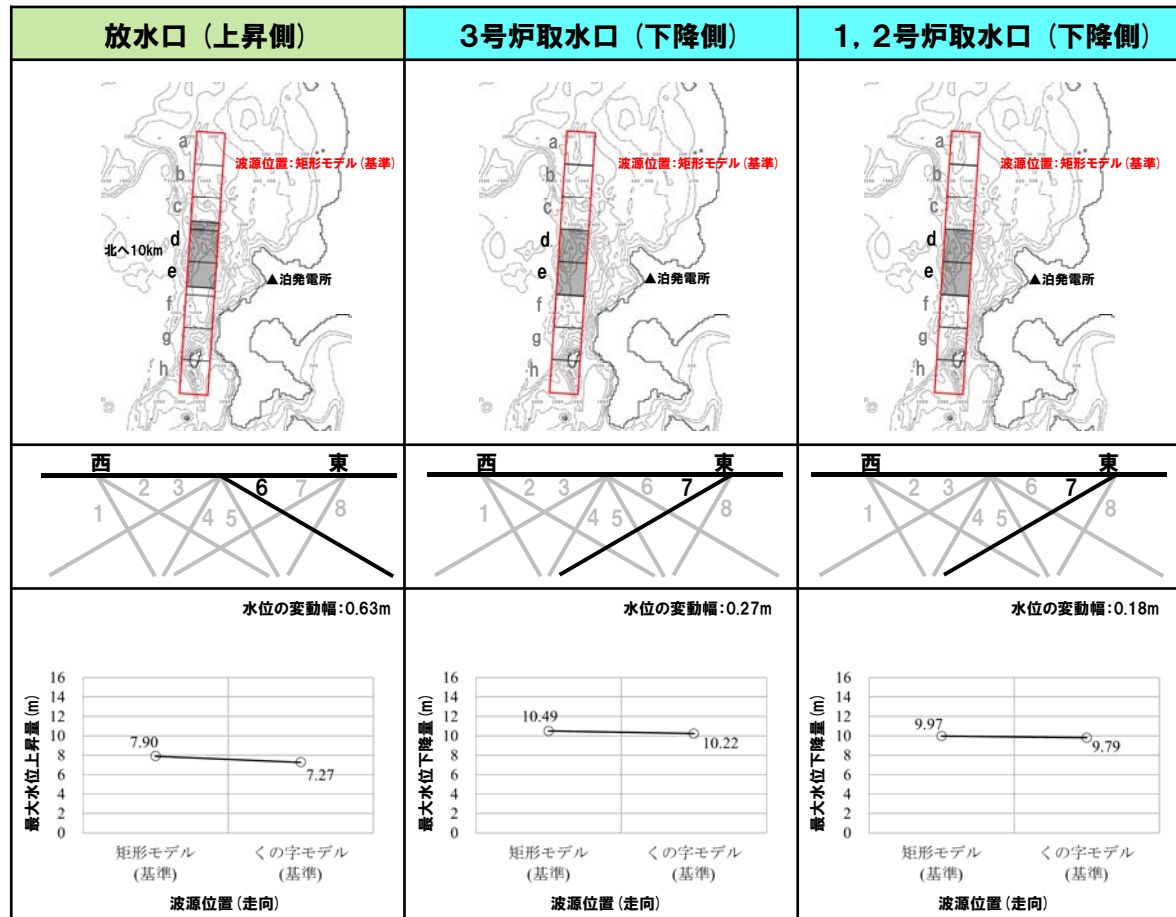 放水口（上昇側）
3号炉取水口（下降側）
1，2号炉取水口（下降側）
a
b
c
d
e
f
g
h
北へ10km
波源位置：矩形モデル（基準）
▲泊発電所
a
b
c
d
e
f
g
h
波源位置：矩形モデル（基準）
▲泊発電所
a
b
c
d
e
f
g
h
波源位置：矩形モデル（基準）
▲泊発電所
西 東
1 2 3 4 5 6 7 8
西 東
1 2 3 4 5 6 7 8
西 東
1 2 3 4 5 6 7 8
水位の変動幅：0.63m
最大水位上昇量（m）
16
14
12
10
8
6
4
2
0
7.90
7.27
矩形モデル くの字モデル
(基準) (基準)
波源位置（走向）
水位の変動幅：0.27m
最大水位下降量（m）
16
14
12
10
8
6
4
2
0
10.49
10.22
矩形モデル くの字モデル
(基準) (基準)
波源位置（走向）
水位の変動幅：0.18m
最大水位下降量（m）
16
14
12
10
8
6
4
2
0
9.97
9.79
矩形モデル くの字モデル
(基準) (基準)
波源位置（走向）